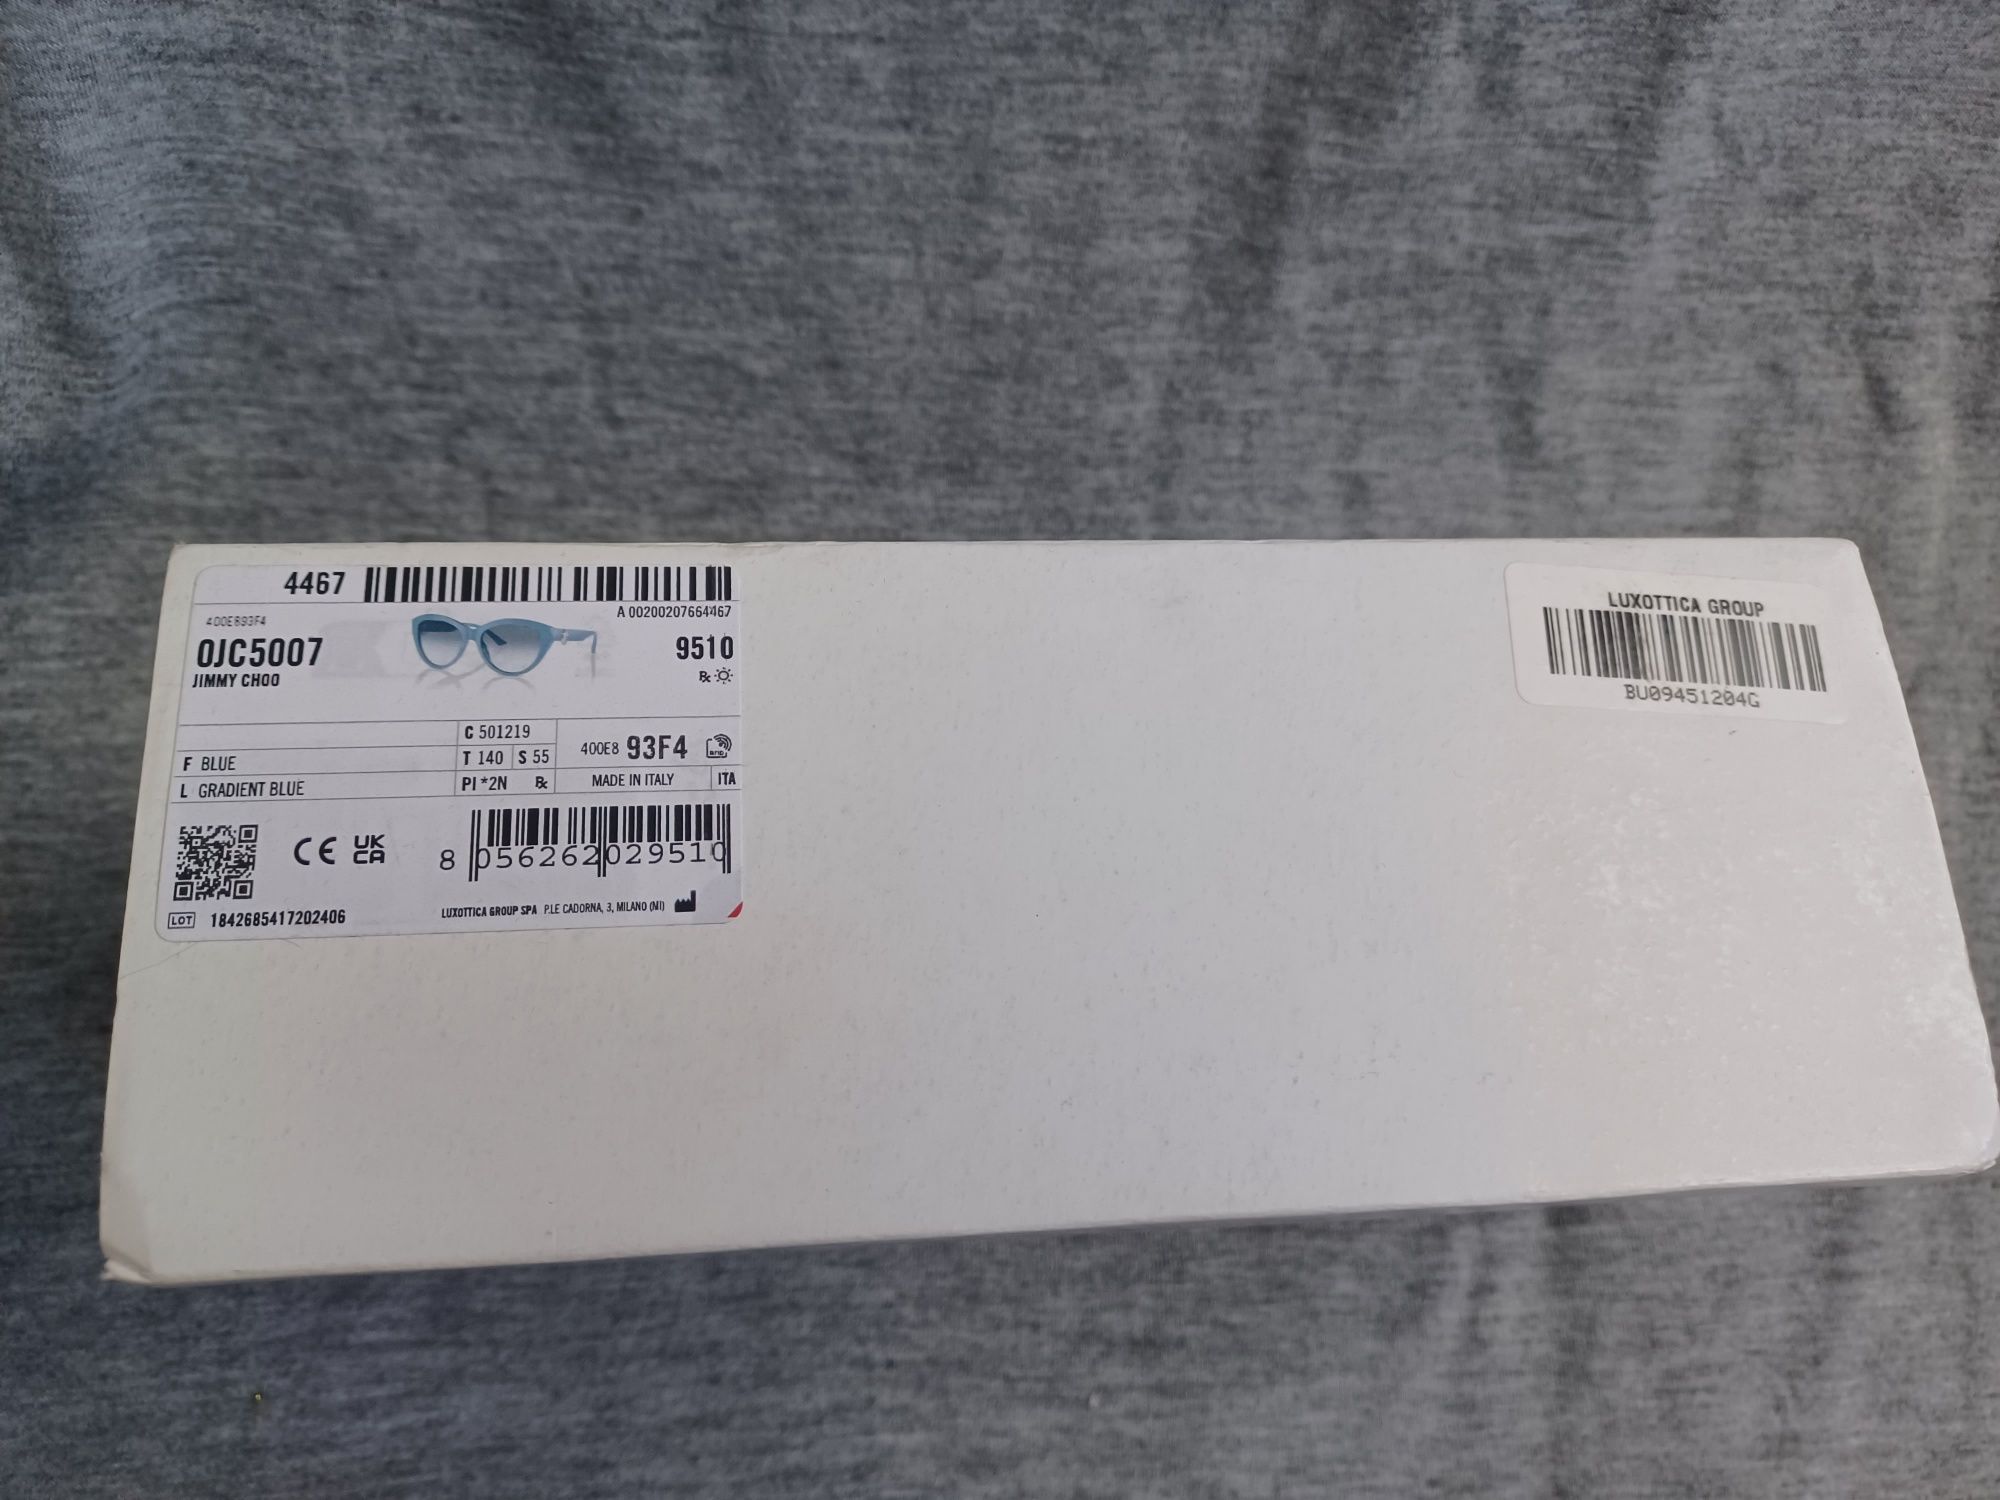 4467
A 00200207664467
400E893F4
0JC5007
JIMMY CHOO
9510
Rx
C 501219
F BLUE
T 140 S 55
400E8 93F4
L GRADIENT BLUE
PI *2N Rx
MADE IN ITALY ITA
CE UK CA
8 056262 029510
LOT 1842685417202406
LUXOTTICA GROUP SPA P.LE CADORNA, 3, MILANO (MI)
LUXOTTICA GROUP
BU09451204G